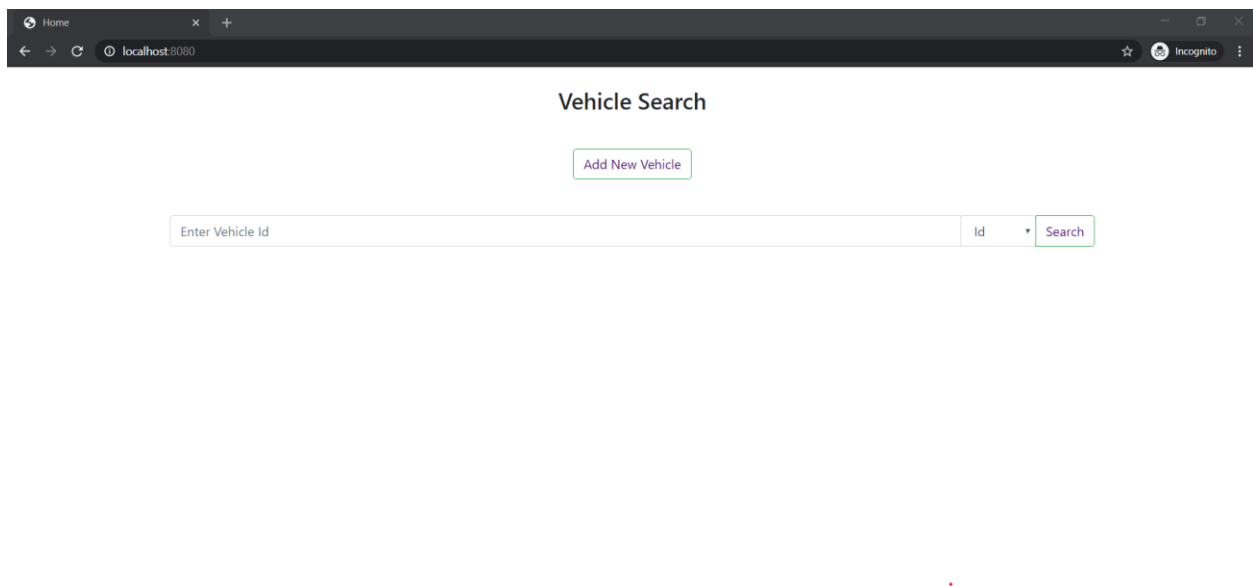 Home
localhost:8080
Incognito
Vehicle Search
Add New Vehicle
Enter Vehicle Id Id Search